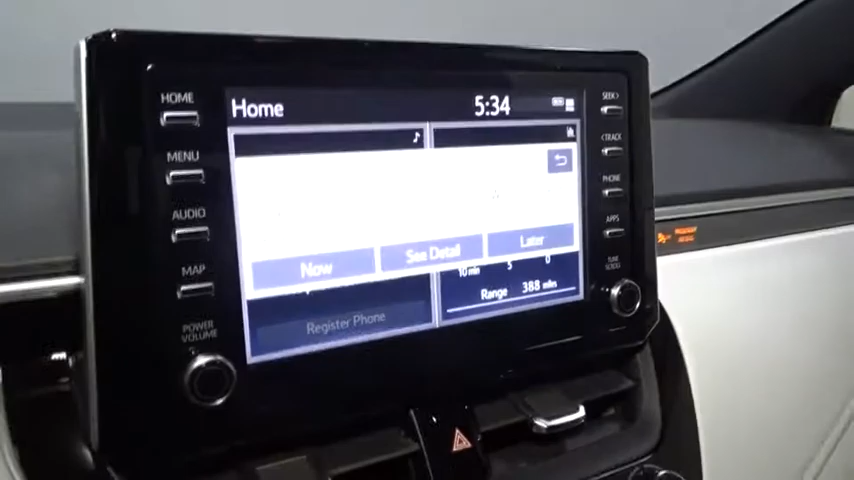 HOME
MENU
AUDIO
MAP
POWER
VOLUME
Home
5:34
Now
See Detail
Later
10 min
5
0
Range 388 miles
Register Phone
SEEK>
<TRACK
PHONE
APPS
TUNE
SCROLL